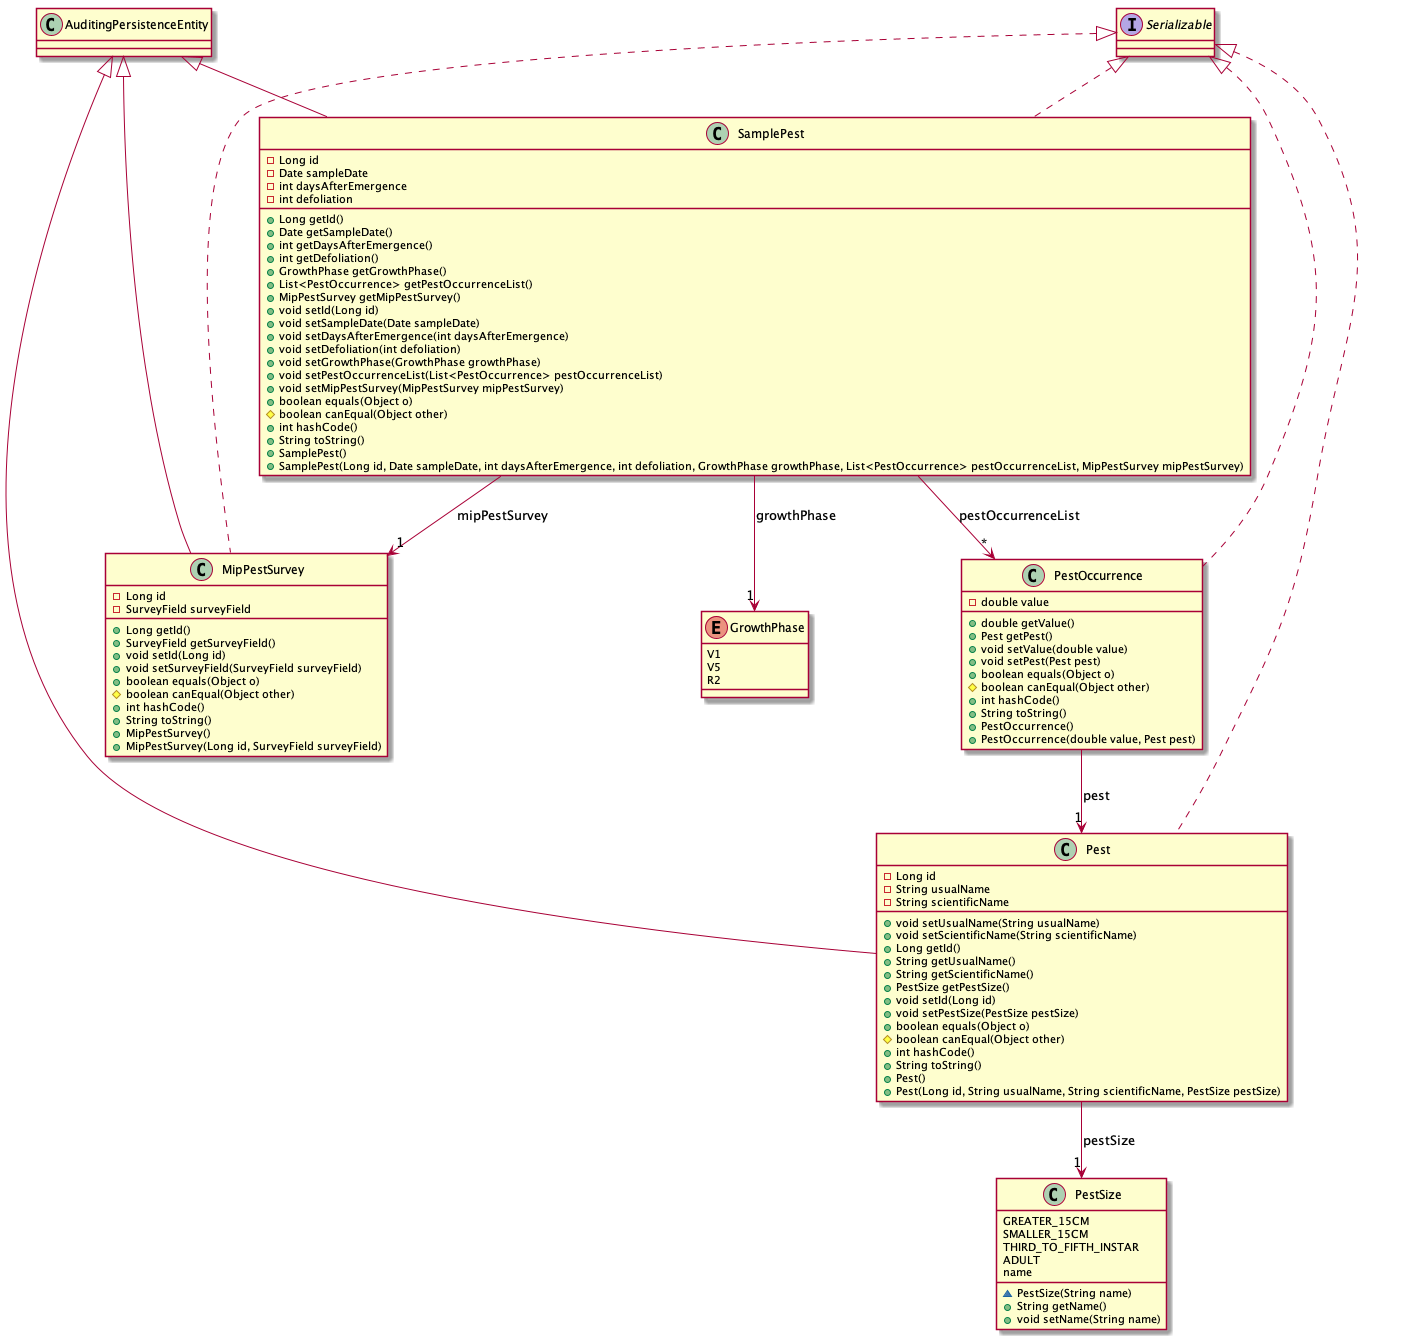 C AuditingPersistenceEntity
I Serializable
C SamplePest
Long id
Date sampleDate
int daysAfterEmergence
int defoliation
Long getId()
Date getSampleDate()
int getDaysAfterEmergence()
int getDefoliation()
GrowthPhase getGrowthPhase()
List<PestOccurrence> getPestOccurrenceList()
MipPestSurvey getMipPestSurvey()
void setId(Long id)
void setSampleDate(Date sampleDate)
void setDaysAfterEmergence(int daysAfterEmergence)
void setDefoliation(int defoliation)
void setGrowthPhase(GrowthPhase growthPhase)
void setPestOccurrenceList(List<PestOccurrence> pestOccurrenceList)
void setMipPestSurvey(MipPestSurvey mipPestSurvey)
boolean equals(Object o)
boolean canEqual(Object other)
int hashCode()
String toString()
SamplePest()
SamplePest(Long id, Date sampleDate, int daysAfterEmergence, int defoliation, GrowthPhase growthPhase, List<PestOccurrence> pestOccurrenceList, MipPestSurvey mipPestSurvey)
mipPestSurvey
1
growthPhase
1
pestOccurrenceList
*
C MipPestSurvey
Long id
SurveyField surveyField
Long getId()
SurveyField getSurveyField()
void setId(Long id)
void setSurveyField(SurveyField surveyField)
boolean equals(Object o)
boolean canEqual(Object other)
int hashCode()
String toString()
MipPestSurvey()
MipPestSurvey(Long id, SurveyField surveyField)
E GrowthPhase
V1
V5
R2
C PestOccurrence
double value
double getValue()
Pest getPest()
void setValue(double value)
void setPest(Pest pest)
boolean equals(Object o)
boolean canEqual(Object other)
int hashCode()
String toString()
PestOccurrence()
PestOccurrence(double value, Pest pest)
pest
1
C Pest
Long id
String usualName
String scientificName
void setUsualName(String usualName)
void setScientificName(String scientificName)
Long getId()
String getUsualName()
String getScientificName()
PestSize getPestSize()
void setId(Long id)
void setPestSize(PestSize pestSize)
boolean equals(Object o)
boolean canEqual(Object other)
int hashCode()
String toString()
Pest()
Pest(Long id, String usualName, String scientificName, PestSize pestSize)
pestSize
1
C PestSize
GREATER_15CM
SMALLER_15CM
THIRD_TO_FIFTH_INSTAR
ADULT
name
PestSize(String name)
String getName()
void setName(String name)